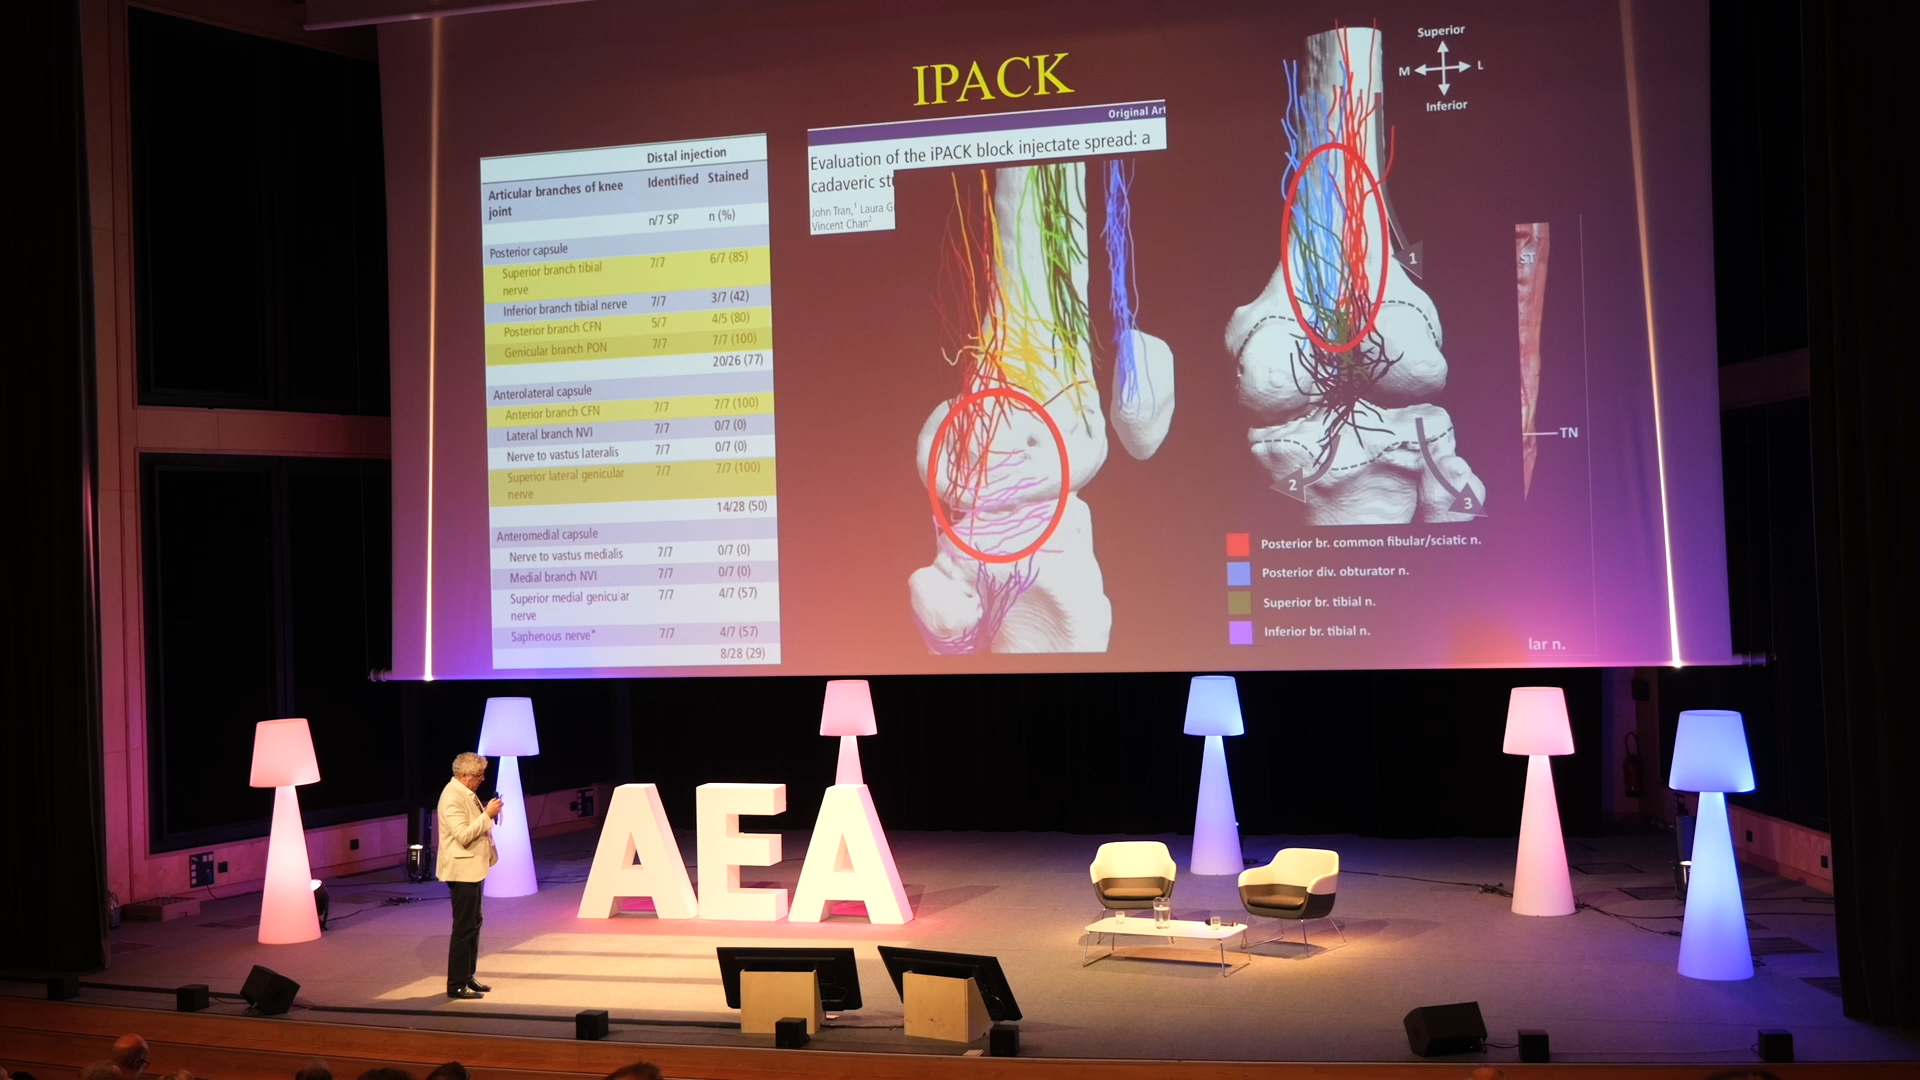 IPACK
Distal injection
Articular branches of knee joint
Identified Stained
n/7 SP n (%)
Posterior capsule
Superior branch tibial nerve 7/7 6/7 (85)
Inferior branch tibial nerve 7/7 3/7 (42)
Posterior branch CFN 5/7 4/5 (80)
Genicular branch PON 7/7 7/7 (100)
20/26 (77)
Anterolateral capsule
Anterior branch CFN 7/7 7/7 (100)
Lateral branch NVI 7/7 0/7 (0)
Nerve to vastus lateralis 7/7 0/7 (0)
Superior lateral genicular nerve 7/7 7/7 (100)
14/28 (50)
Anteromedial capsule
Nerve to vastus medialis 7/7 0/7 (0)
Medial branch NVI 7/7 0/7 (0)
Superior medial genicular nerve 7/7 4/7 (57)
Saphenous nerve* 7/7 4/7 (57)
8/28 (29)
Original Art
Evaluation of the iPACK block injectate spread: a
cadaveric st
John Tran,1 Laura G
Vincent Chan2
Superior
M L
Inferior
1
2
3
ST
TN
Posterior br. common fibular/sciatic n.
Posterior div. obturator n.
Superior br. tibial n.
Inferior br. tibial n.
lar n.
AEA